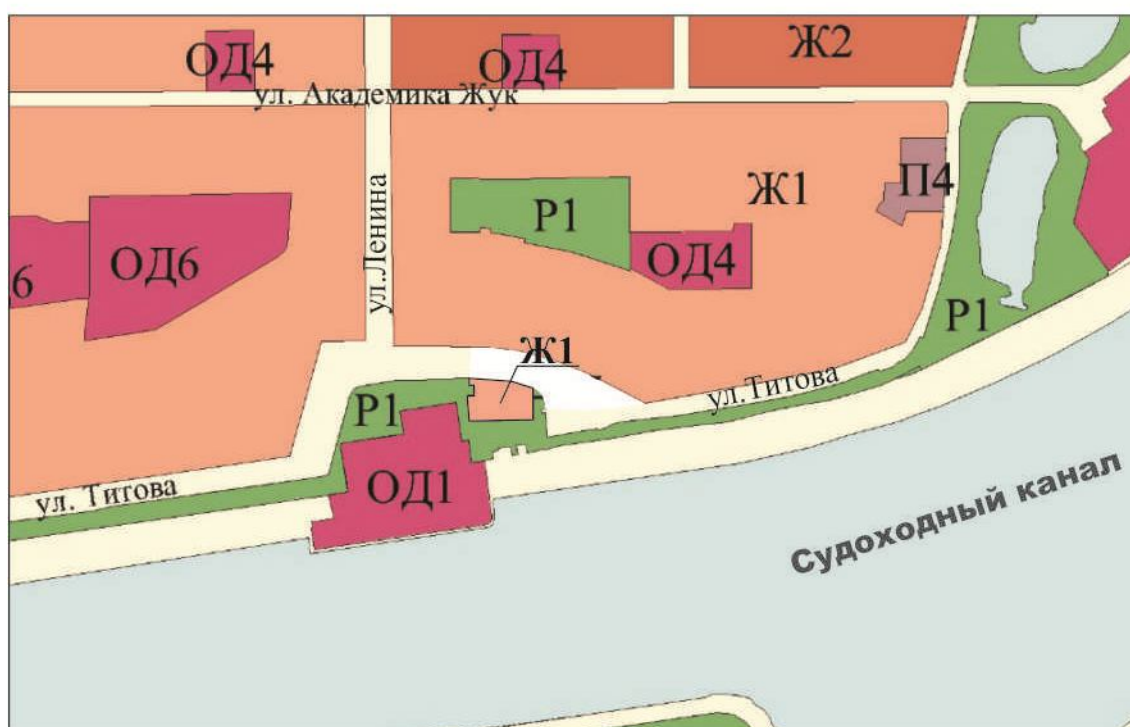 ОД4
ОД4
Ж2
ул. Академика Жук
Ж1
П4
Р1
ОД6
6
ОД4
ул.Ленина
Р1
Ж1
ул.Титова
Р1
ОД1
ул. Титова
Судоходный канал